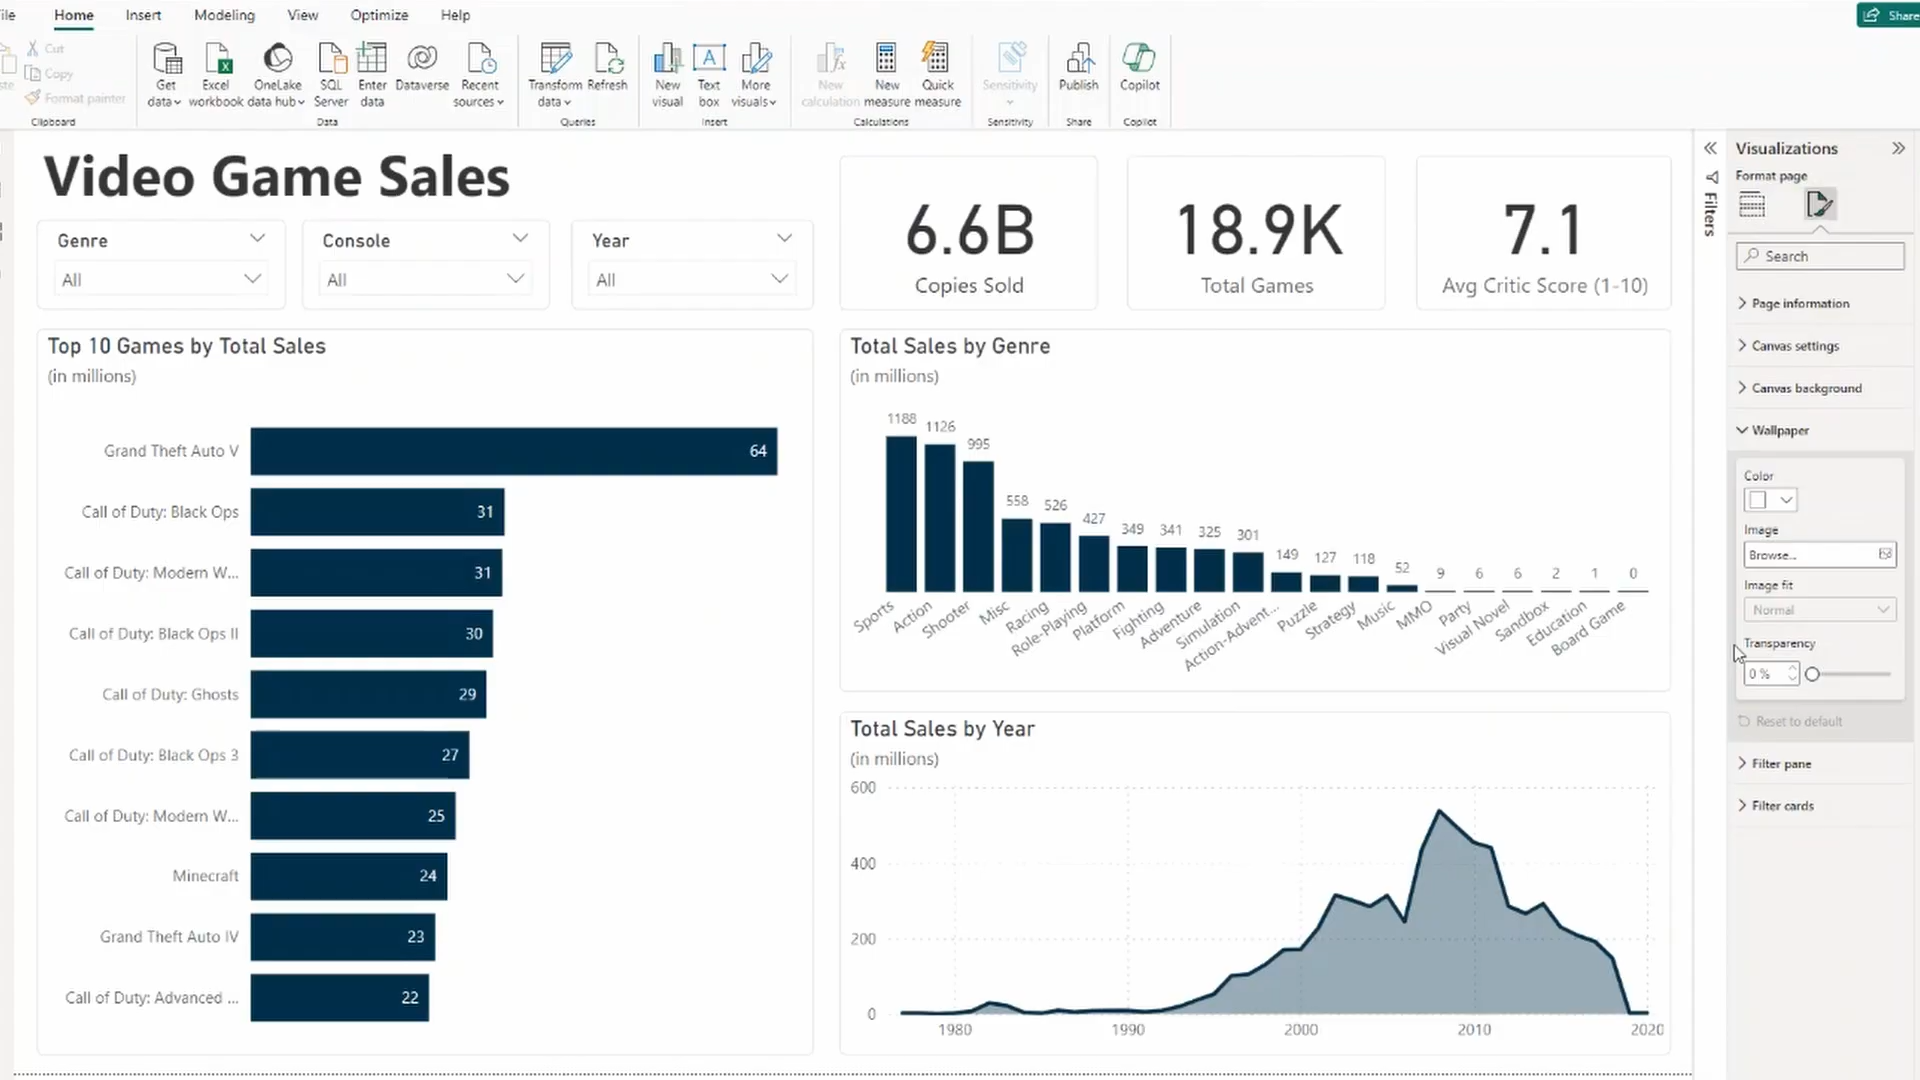 ile
Home
Insert
Modeling
View
Optimize
Help
Share
Cut
Copy
Format painter
Clipboard
Get data
Excel workbook
OneLake data hub
SQL Server
Enter data
Dataverse
Recent sources
Data
Transform data
Refresh
Queries
New visual
Text box
More visuals
Insert
New calculation
New measure
Quick measure
Calculations
Sensitivity
Sensitivity
Publish
Share
Copilot
Copilot
Video Game Sales
Genre
All
Console
All
Year
All
6.6B
Copies Sold
18.9K
Total Games
7.1
Avg Critic Score (1-10)
Top 10 Games by Total Sales
(in millions)
Grand Theft Auto V 64
Call of Duty: Black Ops 31
Call of Duty: Modern W... 31
Call of Duty: Black Ops II 30
Call of Duty: Ghosts 29
Call of Duty: Black Ops 3 27
Call of Duty: Modern W... 25
Minecraft 24
Grand Theft Auto IV 23
Call of Duty: Advanced ... 22
Total Sales by Genre
(in millions)
1188 1126 995 558 526 427 349 341 325 301 149 127 118 52 9 6 6 2 1 0
Sports Action Shooter Misc Racing Role-Playing Platform Fighting Adventure Simulation Action-Advent... Puzzle Strategy Music MMO Party Visual Novel Sandbox Education Board Game
Total Sales by Year
(in millions)
600
400
200
0
1980 1990 2000 2010 2020
Filters
Visualizations
Format page
Search
Page information
Canvas settings
Canvas background
Wallpaper
Color
Image
Browse...
Image fit
Normal
Transparency
0 %
Reset to default
Filter pane
Filter cards